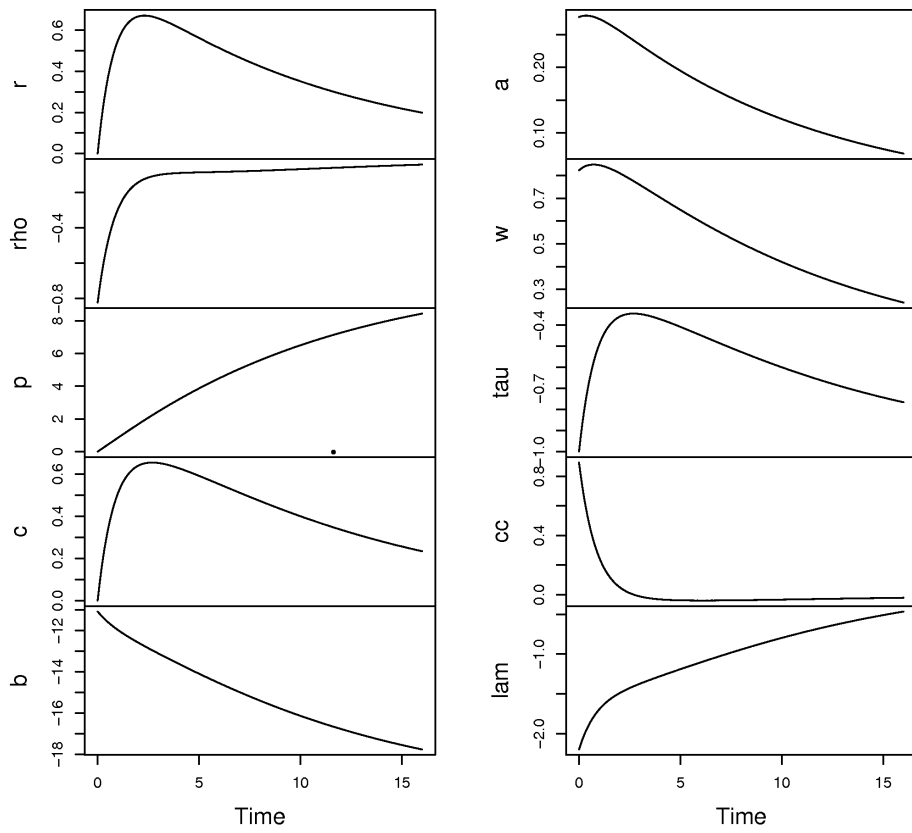 r
0.0 0.2 0.4 0.6
rho
-0.8 -0.4
p
0 2 4 6 8
c
0.0 0.2 0.4 0.6
b
-18 -16 -14 -12
0 5 10 15
Time
a
0.10 0.20
w
0.3 0.5 0.7
tau
-1.0 -0.7 -0.4
cc
0.0 0.4 0.8
lam
-2.0 -1.0
0 5 10 15
Time